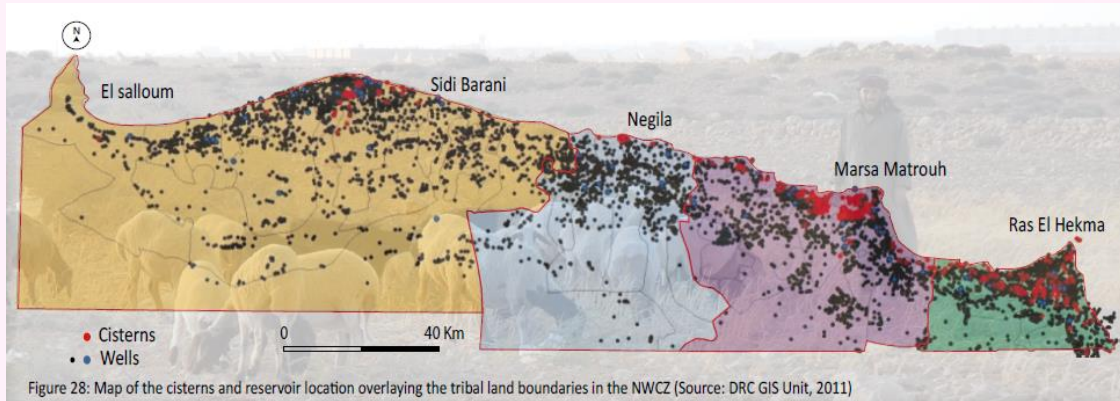 N
El salloum
Sidi Barani
Negila
Marsa Matrouh
Ras El Hekma
Cisterns
Wells
0 40 Km
Figure 28: Map of the cisterns and reservoir location overlaying the tribal land boundaries in the NWCZ (Source: DRC GIS Unit, 2011)